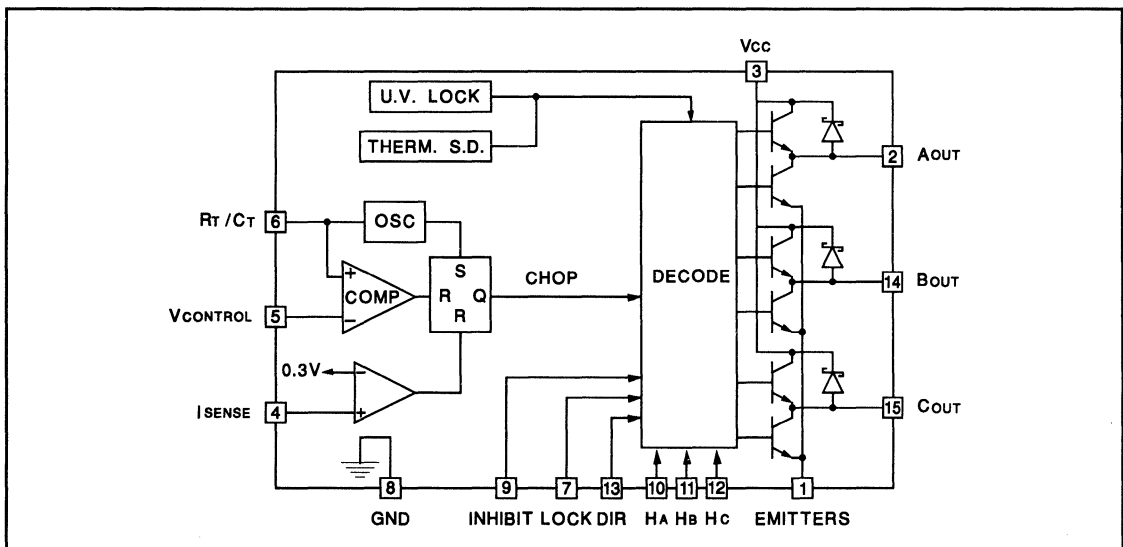 VCC
3
U.V. LOCK
THERM. S.D.
2 AOUT
RT /CT 6
OSC
S
R Q
R
+
COMP
−
CHOP
DECODE
14 BOUT
VCONTROL 5
0.3V
−
+
ISENSE 4
15 COUT
8 9 7 13 10 11 12 1
GND INHIBIT LOCK DIR HA HB HC EMITTERS